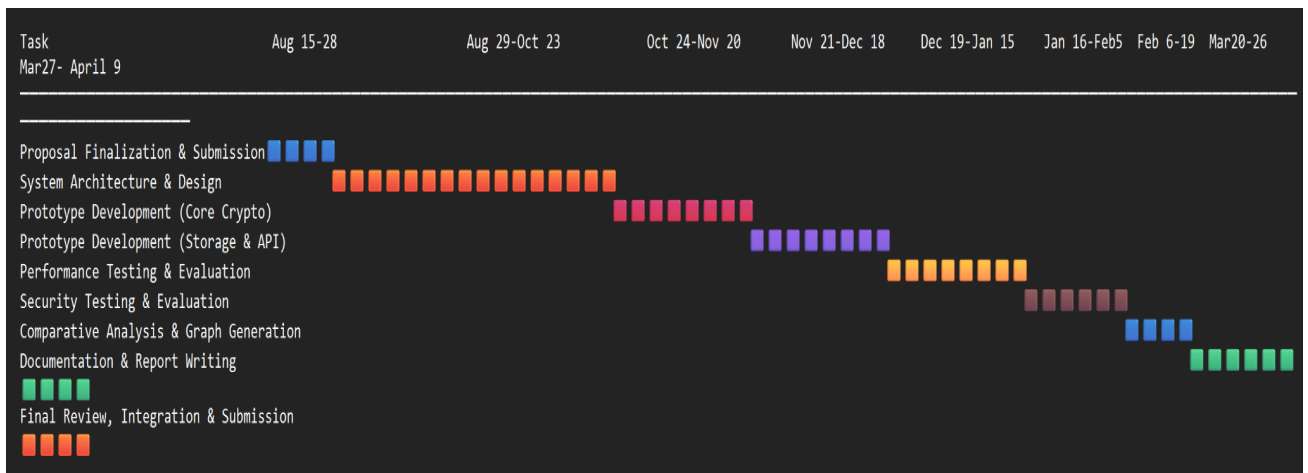 Task Aug 15-28 Aug 29-Oct 23 Oct 24-Nov 20 Nov 21-Dec 18 Dec 19-Jan 15 Jan 16-Feb5 Feb 6-19 Mar20-26
Mar27- April 9
Proposal Finalization & Submission
System Architecture & Design
Prototype Development (Core Crypto)
Prototype Development (Storage & API)
Performance Testing & Evaluation
Security Testing & Evaluation
Comparative Analysis & Graph Generation
Documentation & Report Writing
Final Review, Integration & Submission